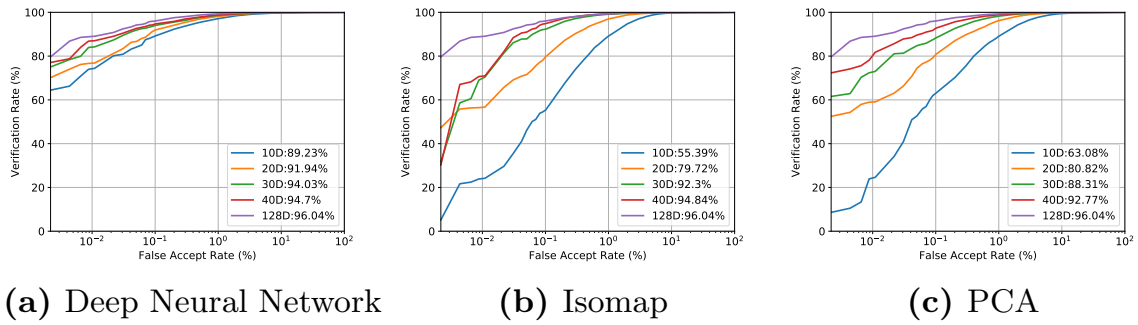 100
80
60
40
20
0
Verification Rate (%)
10D:89.23%
20D:91.94%
30D:94.03%
40D:94.7%
128D:96.04%
10⁻² 10⁻¹ 10⁰ 10¹ 10²
False Accept Rate (%)
(a) Deep Neural Network
100
80
60
40
20
0
Verification Rate (%)
10D:55.39%
20D:79.72%
30D:92.3%
40D:94.84%
128D:96.04%
10⁻² 10⁻¹ 10⁰ 10¹ 10²
False Accept Rate (%)
(b) Isomap
100
80
60
40
20
0
Verification Rate (%)
10D:63.08%
20D:80.82%
30D:88.31%
40D:92.77%
128D:96.04%
10⁻² 10⁻¹ 10⁰ 10¹ 10²
False Accept Rate (%)
(c) PCA